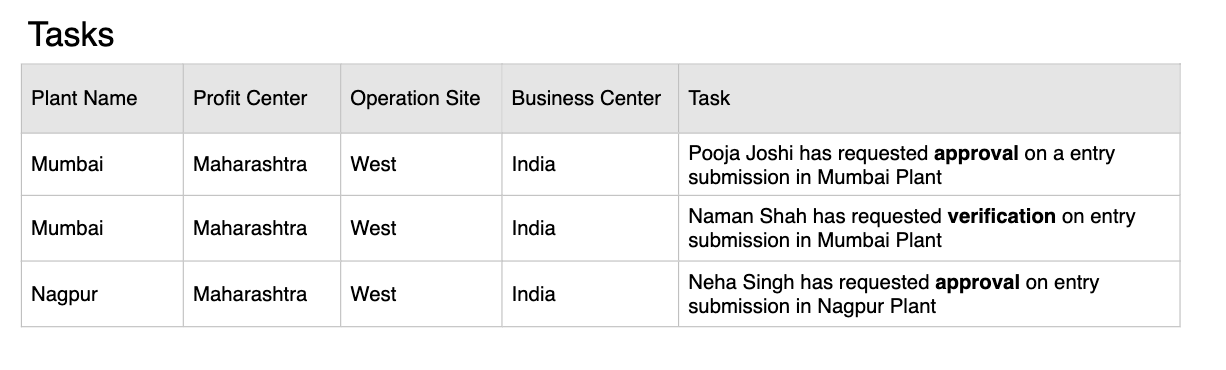 Tasks
Plant Name Profit Center Operation Site Business Center Task
Mumbai Maharashtra West India Pooja Joshi has requested approval on a entry
submission in Mumbai Plant
Mumbai Maharashtra West India Naman Shah has requested verification on entry
submission in Mumbai Plant
Nagpur Maharashtra West India Neha Singh has requested approval on entry
submission in Nagpur Plant